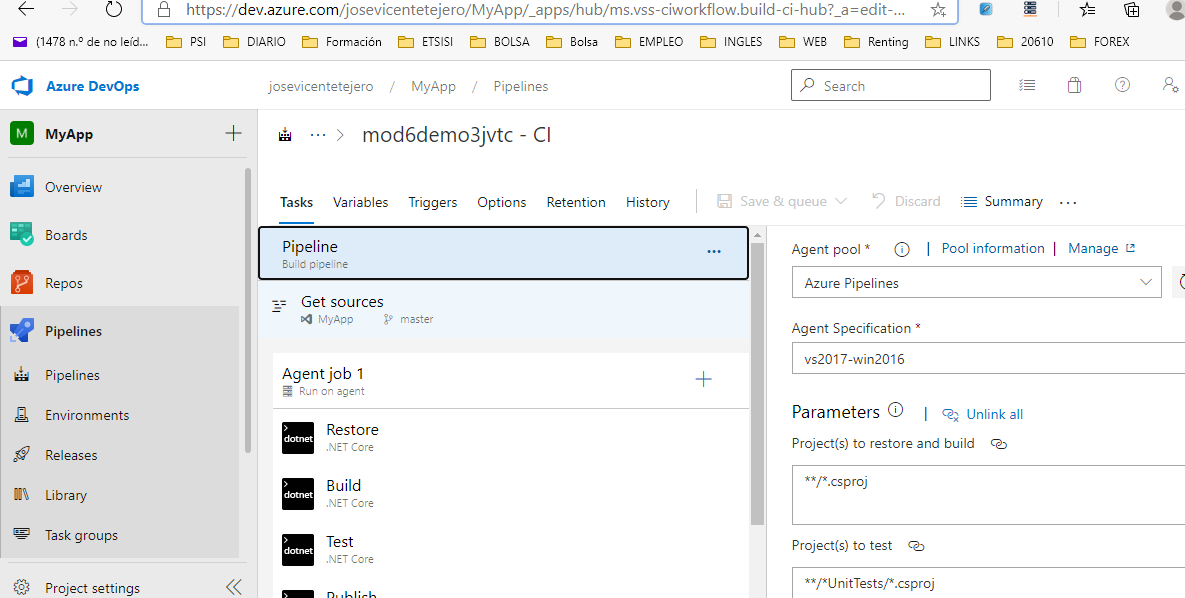 https://dev.azure.com/josevicentetejero/MyApp/_apps/hub/ms.vss-ciworkflow.build-ci-hub?_a=edit-...
(1478 n.º de no leíd... PSI DIARIO Formación ETSISI BOLSA Bolsa EMPLEO INGLES WEB Renting LINKS 20610 FOREX
Azure DevOps josevicentetejero / MyApp / Pipelines Search
M MyApp
··· > mod6demo3jvtc - CI
Overview
Boards
Repos
Pipelines
Pipelines
Environments
Releases
Library
Task groups
Project settings
Tasks Variables Triggers Options Retention History Save & queue Discard Summary ···
Pipeline ···
Build pipeline
Get sources
MyApp master
Agent job 1
Run on agent
dotnet Restore
.NET Core
dotnet Build
.NET Core
dotnet Test
.NET Core
Publish
Agent pool * | Pool information | Manage
Azure Pipelines
Agent Specification *
vs2017-win2016
Parameters | Unlink all
Project(s) to restore and build
**/*.csproj
Project(s) to test
**/*UnitTests/*.csproj